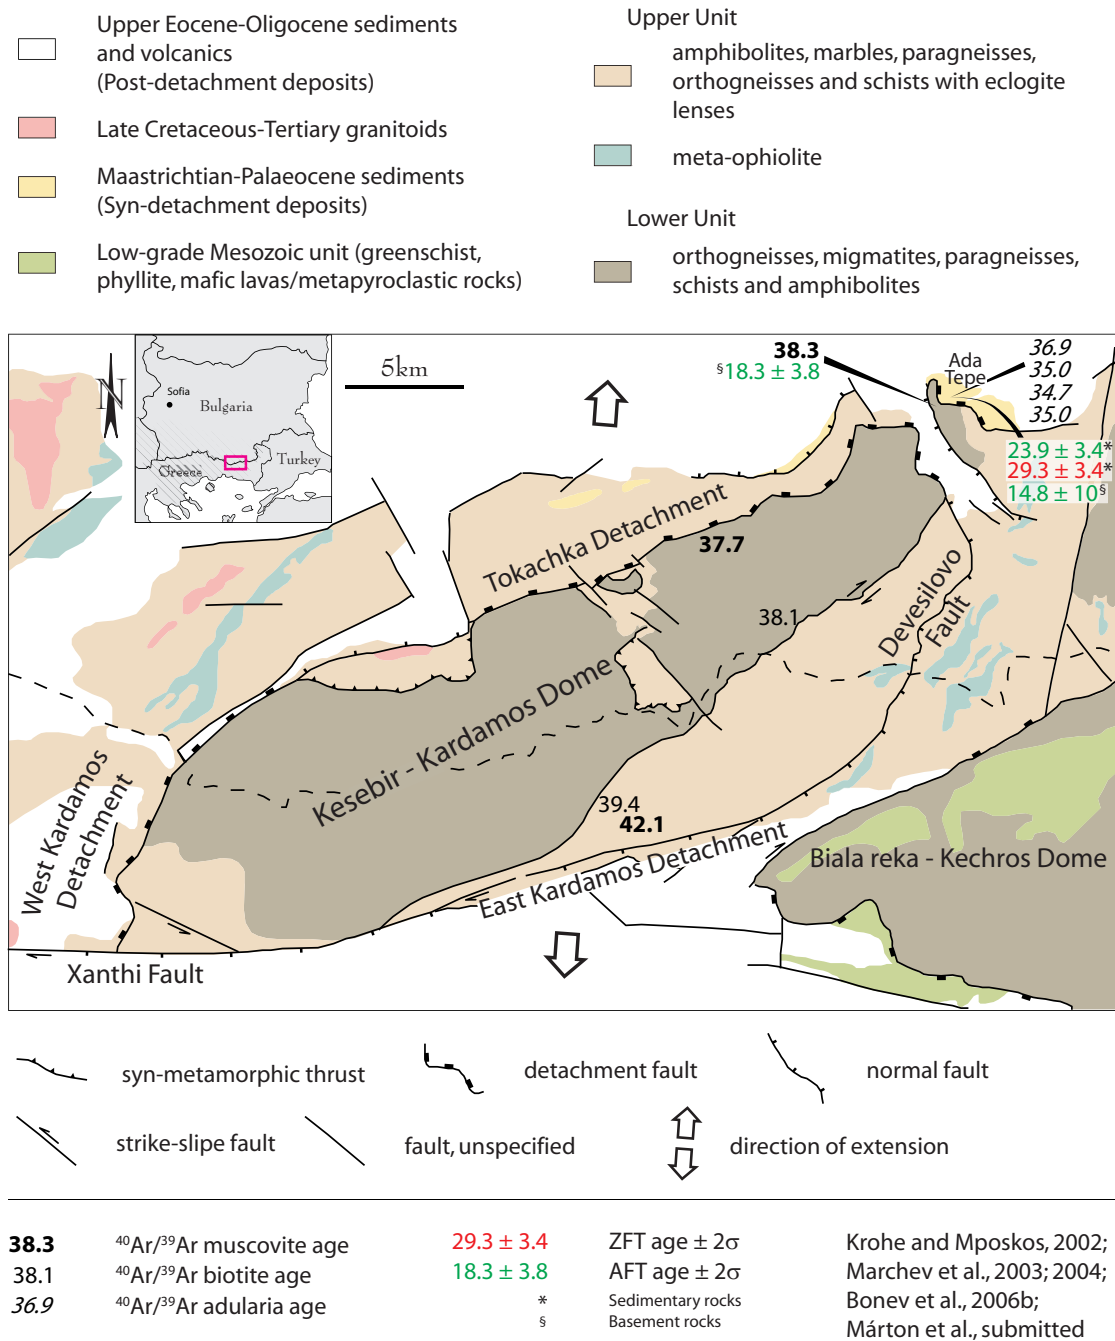 Upper Eocene-Oligocene sediments
and volcanics
(Post-detachment deposits)
Late Cretaceous-Tertiary granitoids
Maastrichtian-Palaeocene sediments
(Syn-detachment deposits)
Low-grade Mesozoic unit (greenschist,
phyllite, mafic lavas/metapyroclastic rocks)
Upper Unit
amphibolites, marbles, paragneisses,
orthogneisses and schists with eclogite
lenses
meta-ophiolite
Lower Unit
orthogneisses, migmatites, paragneisses,
schists and amphibolites
N
Sofia
Bulgaria
Greece
Turkey
5km
38.3
§18.3 ± 3.8
Ada
Tepe
36.9
35.0
34.7
35.0
23.9 ± 3.4*
29.3 ± 3.4*
14.8 ± 10§
Tokachka Detachment
37.7
38.1
Devesilovo
Fault
Kesebir - Kardamos Dome
39.4
42.1
West Kardamos
Detachment
East Kardamos Detachment
Biala reka - Kechros Dome
Xanthi Fault
syn-metamorphic thrust
detachment fault
normal fault
strike-slipe fault
fault, unspecified
direction of extension
38.3 ⁴⁰Ar/³⁹Ar muscovite age
38.1 ⁴⁰Ar/³⁹Ar biotite age
36.9 ⁴⁰Ar/³⁹Ar adularia age
29.3 ± 3.4 ZFT age ± 2σ
18.3 ± 3.8 AFT age ± 2σ
* Sedimentary rocks
§ Basement rocks
Krohe and Mposkos, 2002;
Marchev et al., 2003; 2004;
Bonev et al., 2006b;
Márton et al., submitted